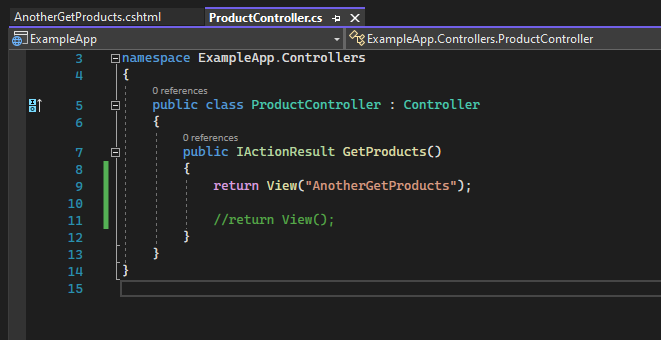 AnotherGetProducts.cshtml ProductController.cs
ExampleApp ExampleApp.Controllers.ProductController
3 namespace ExampleApp.Controllers
4 {
0 references
5 public class ProductController : Controller
6 {
0 references
7 public IActionResult GetProducts()
8 {
9 return View("AnotherGetProducts");
10
11 //return View();
12 }
13 }
14 }
15